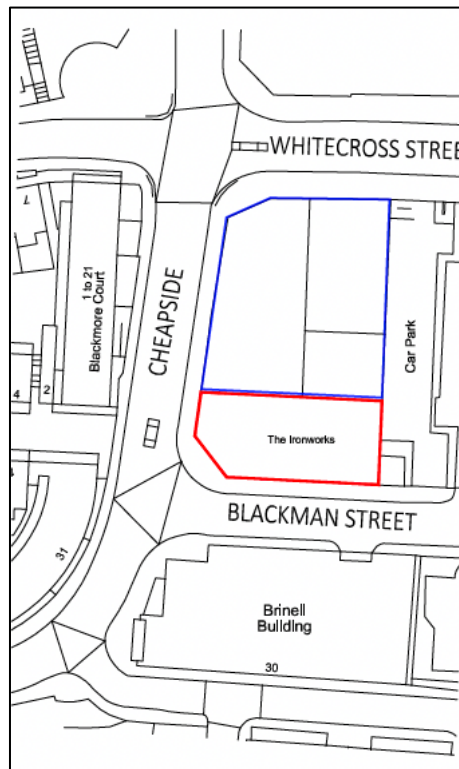 WHITECROSS STREE
7
1 to 21
Blackmore Court
CHEAPSIDE
Car Park
2
4
The Ironworks
BLACKMAN STREET
31
Brinell
Building
30